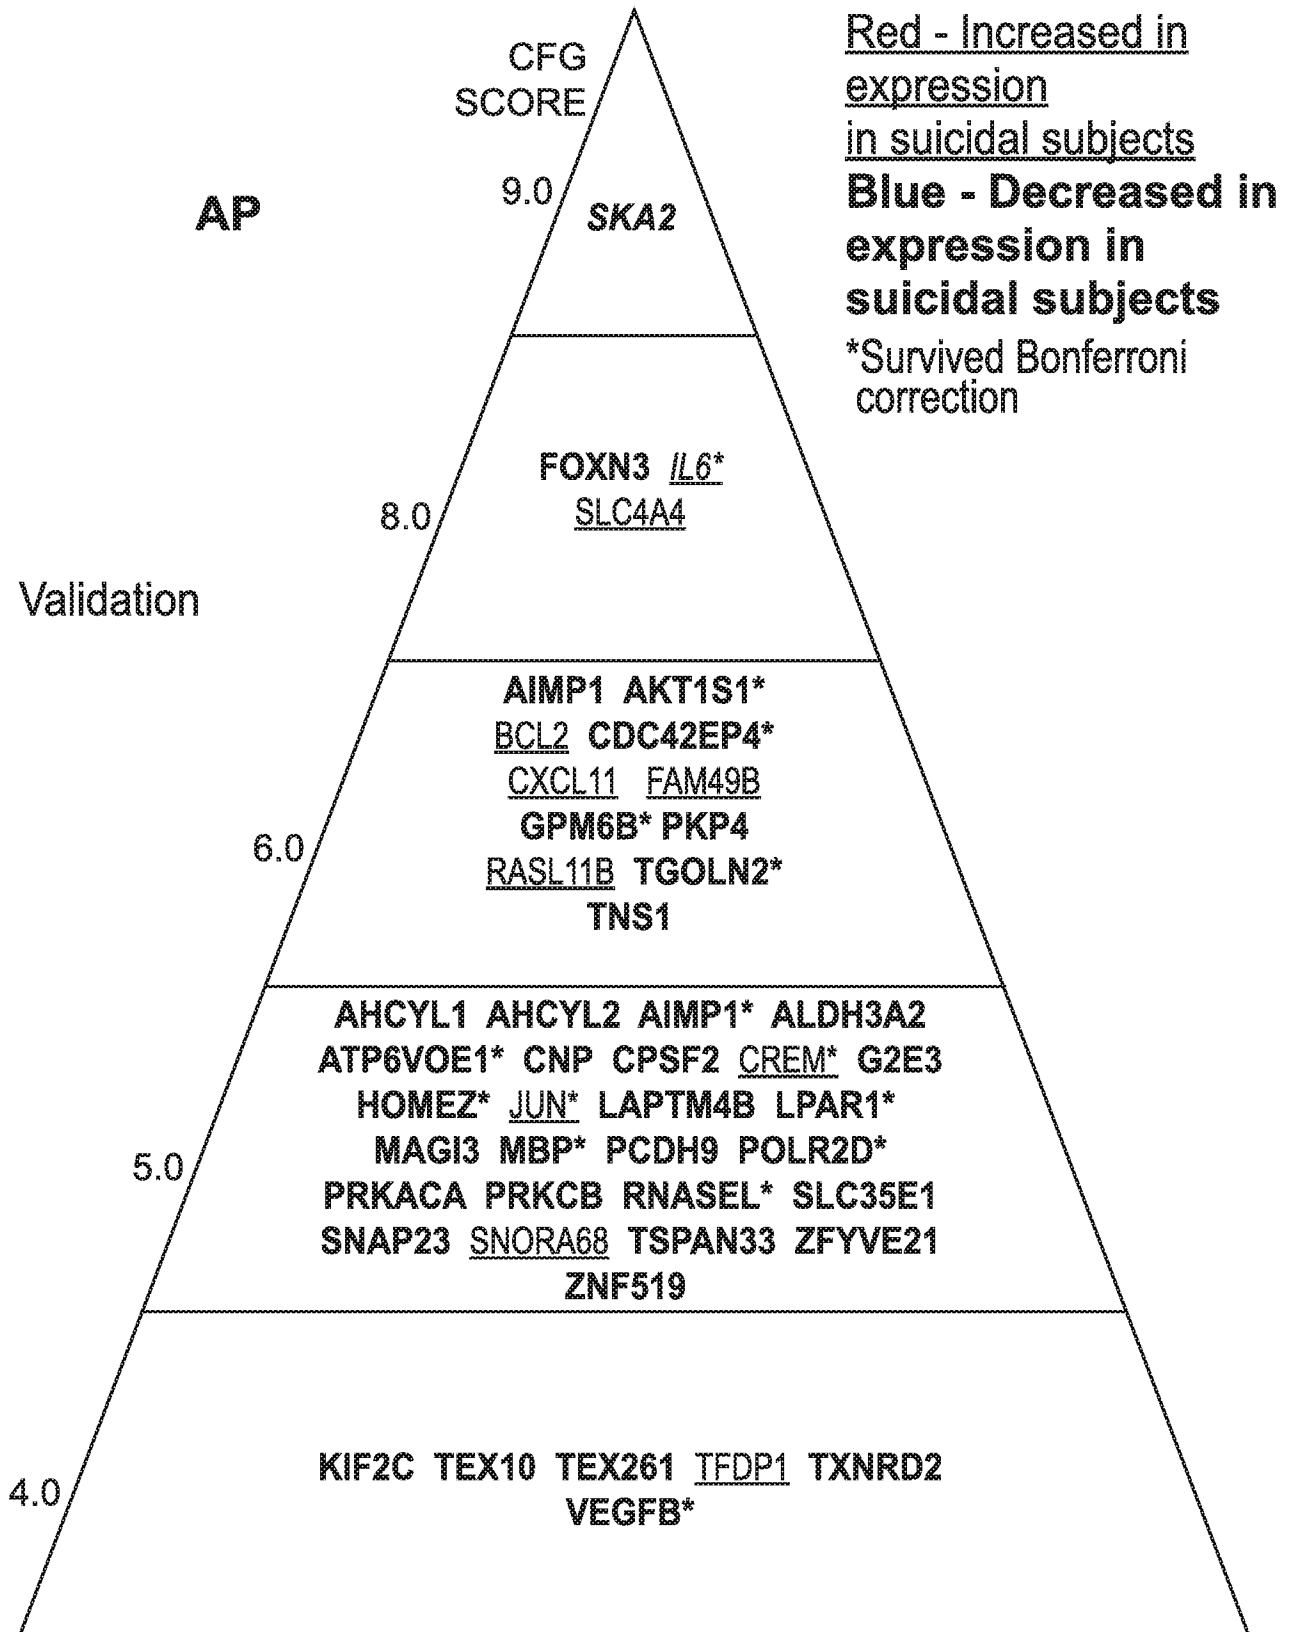 CFG
SCORE
Red - Increased in
expression
in suicidal subjects
Blue - Decreased in
expression in
suicidal subjects
*Survived Bonferroni
correction
AP
9.0
SKA2
FOXN3 IL6*
SLC4A4
8.0
Validation
AIMP1 AKT1S1*
BCL2 CDC42EP4*
CXCL11 FAM49B
GPM6B* PKP4
RASL11B TGOLN2*
TNS1
6.0
AHCYL1 AHCYL2 AIMP1* ALDH3A2
ATP6VOE1* CNP CPSF2 CREM* G2E3
HOMEZ* JUN* LAPTM4B LPAR1*
MAGI3 MBP* PCDH9 POLR2D*
PRKACA PRKCB RNASEL* SLC35E1
SNAP23 SNORA68 TSPAN33 ZFYVE21
ZNF519
5.0
KIF2C TEX10 TEX261 TFDP1 TXNRD2
VEGFB*
4.0